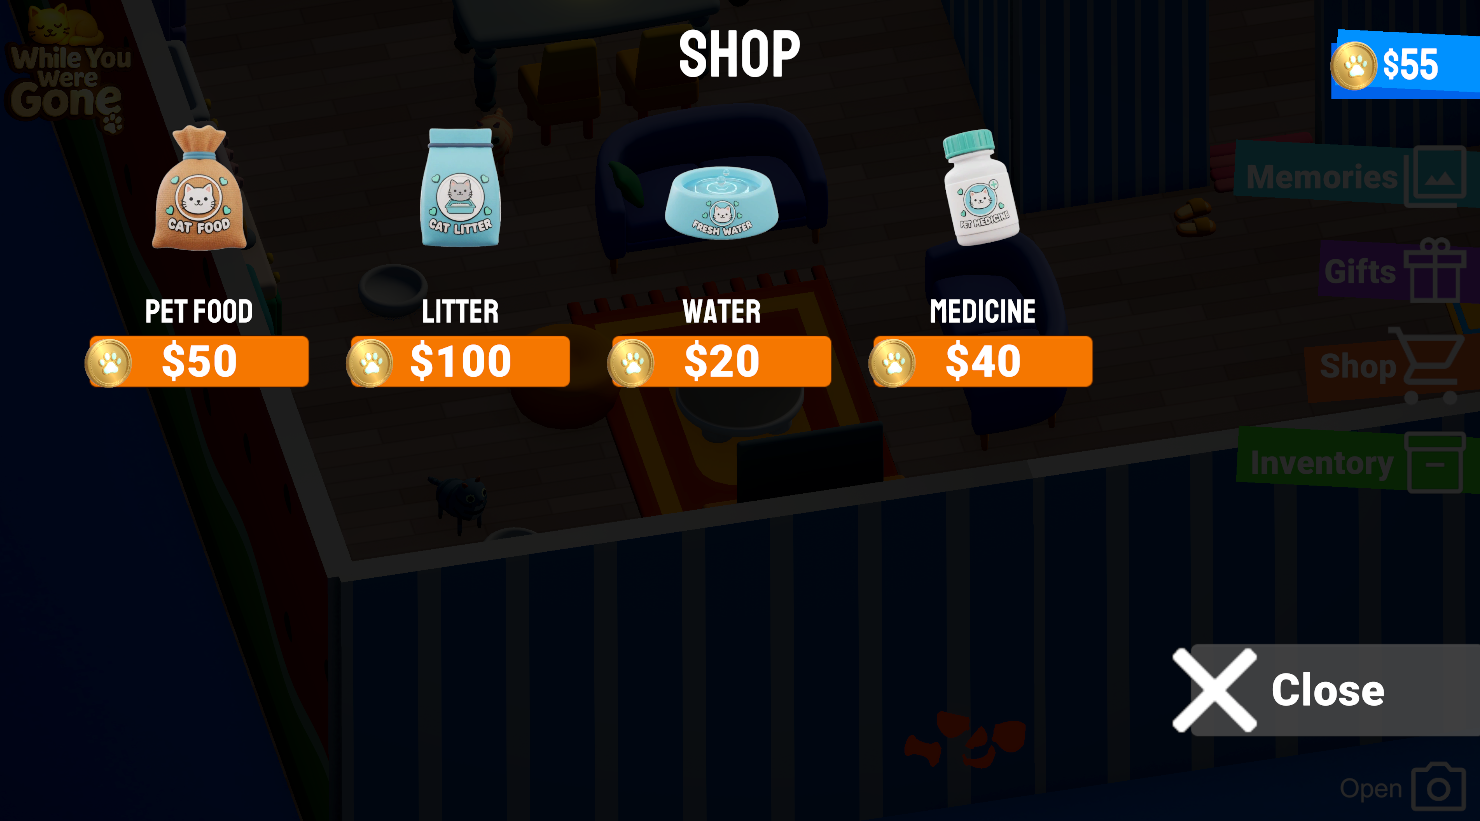 While You
Were
Gone
SHOP
$55
CAT FOOD
CAT LITTER
FRESH WATER
PET MEDICINE
Memories
Gifts
PET FOOD
LITTER
WATER
MEDICINE
$50
$100
$20
$40
Shop
Inventory
Close
Open